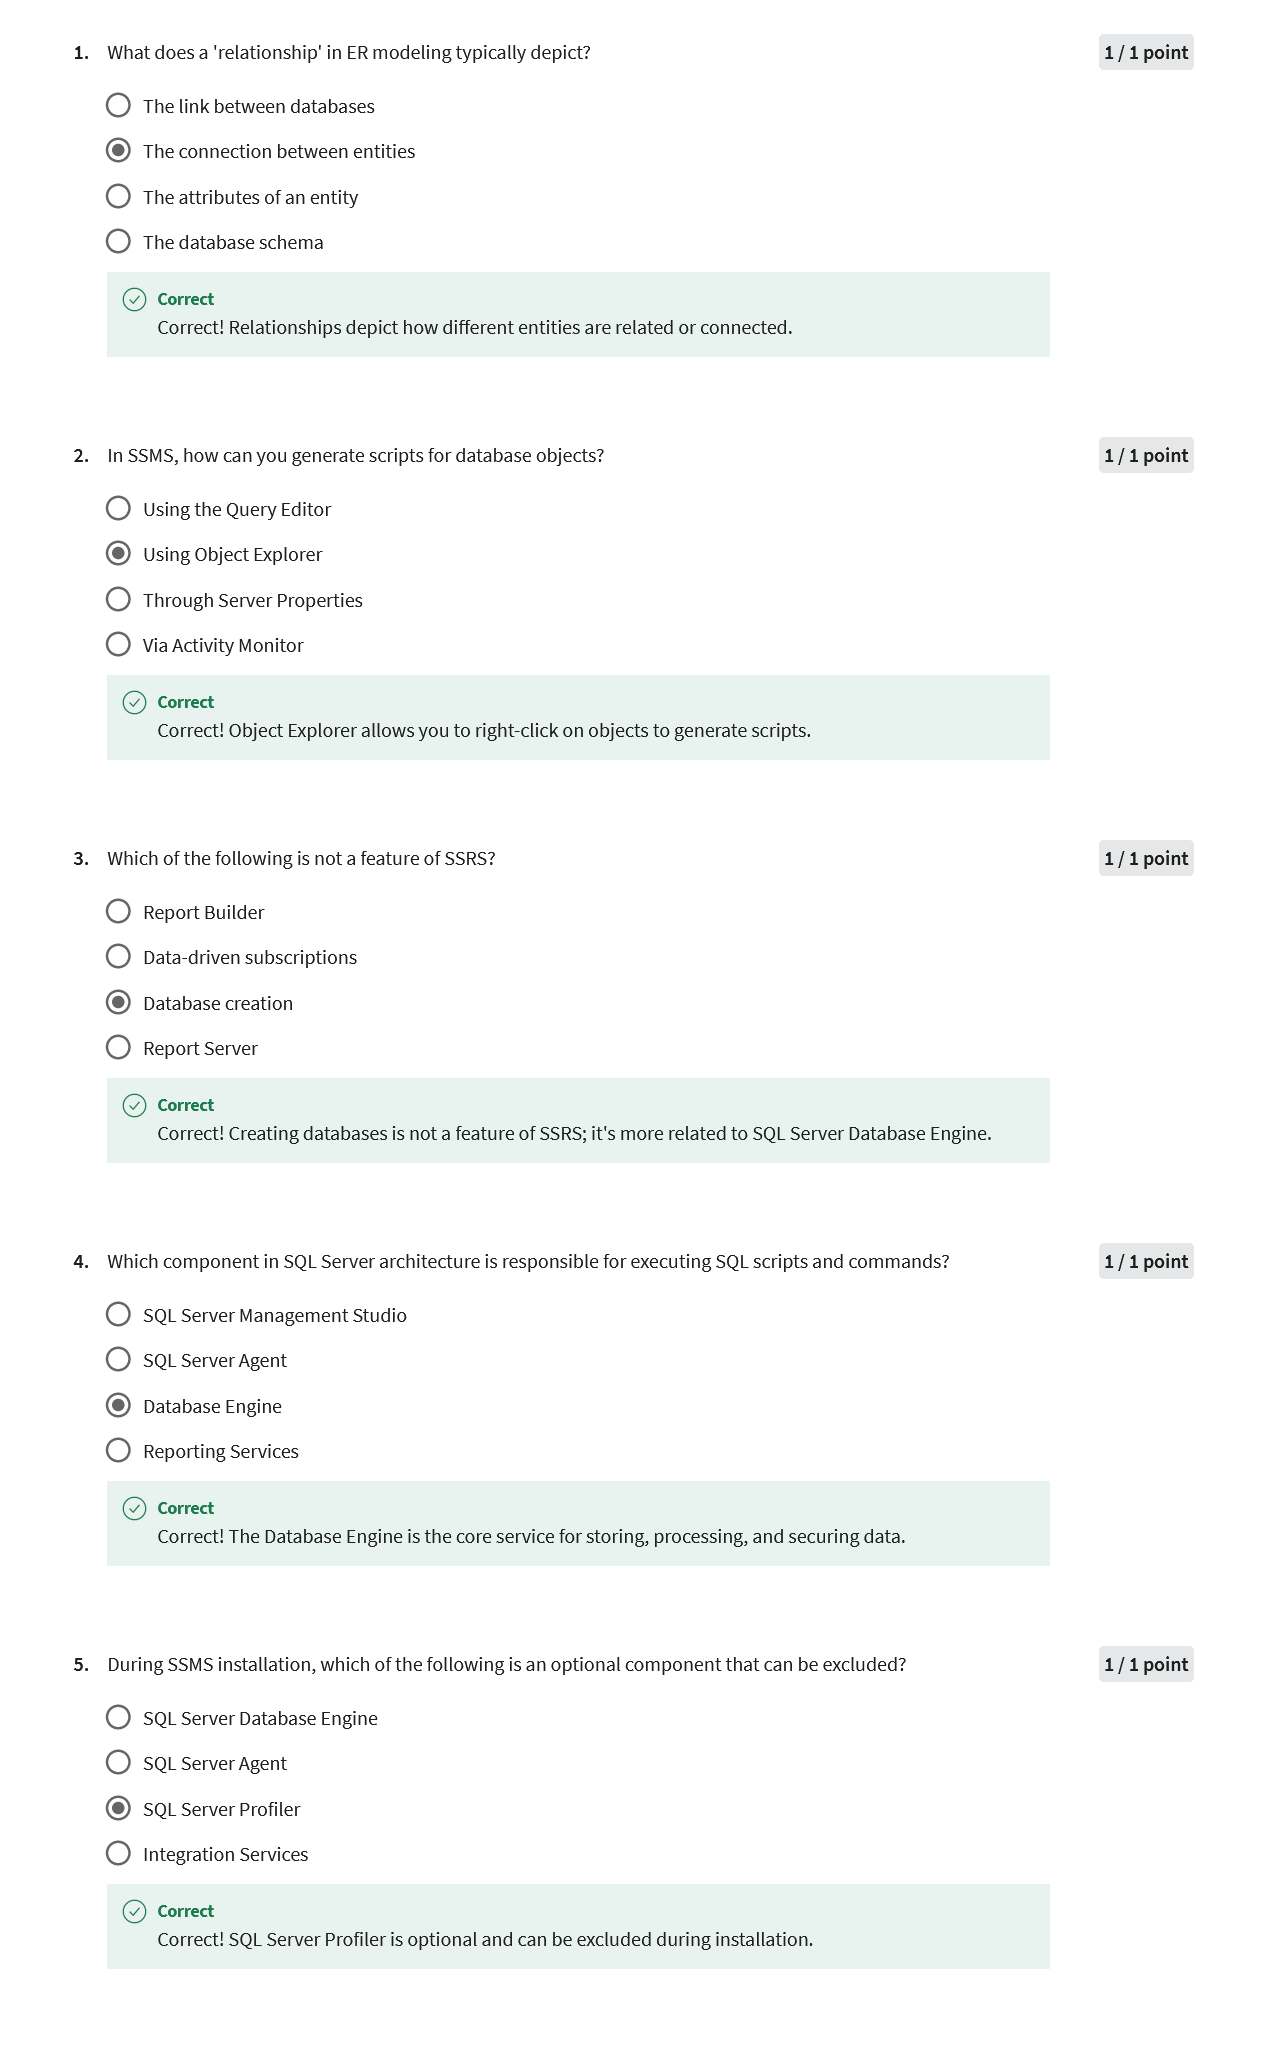 1. What does a 'relationship' in ER modeling typically depict? 1 / 1 point
The link between databases
The connection between entities
The attributes of an entity
The database schema
Correct
Correct! Relationships depict how different entities are related or connected.
2. In SSMS, how can you generate scripts for database objects? 1 / 1 point
Using the Query Editor
Using Object Explorer
Through Server Properties
Via Activity Monitor
Correct
Correct! Object Explorer allows you to right-click on objects to generate scripts.
3. Which of the following is not a feature of SSRS? 1 / 1 point
Report Builder
Data-driven subscriptions
Database creation
Report Server
Correct
Correct! Creating databases is not a feature of SSRS; it's more related to SQL Server Database Engine.
4. Which component in SQL Server architecture is responsible for executing SQL scripts and commands? 1 / 1 point
SQL Server Management Studio
SQL Server Agent
Database Engine
Reporting Services
Correct
Correct! The Database Engine is the core service for storing, processing, and securing data.
5. During SSMS installation, which of the following is an optional component that can be excluded? 1 / 1 point
SQL Server Database Engine
SQL Server Agent
SQL Server Profiler
Integration Services
Correct
Correct! SQL Server Profiler is optional and can be excluded during installation.